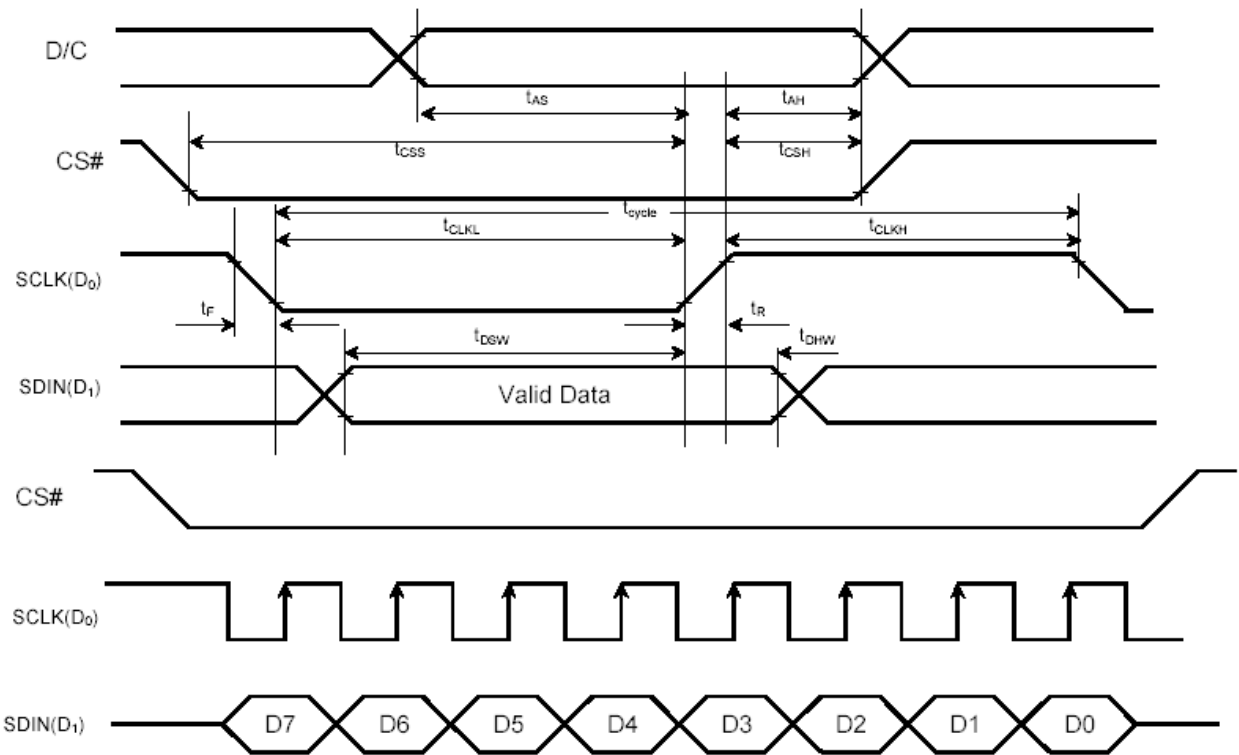 D/C
tAS
tAH
CS#
tCSS
tCSH
tcycle
tCLKL
tCLKH
SCLK(D0)
tF
tR
tDSW
tDHW
SDIN(D1)
Valid Data
CS#
SCLK(D0)
SDIN(D1)
D7 D6 D5 D4 D3 D2 D1 D0